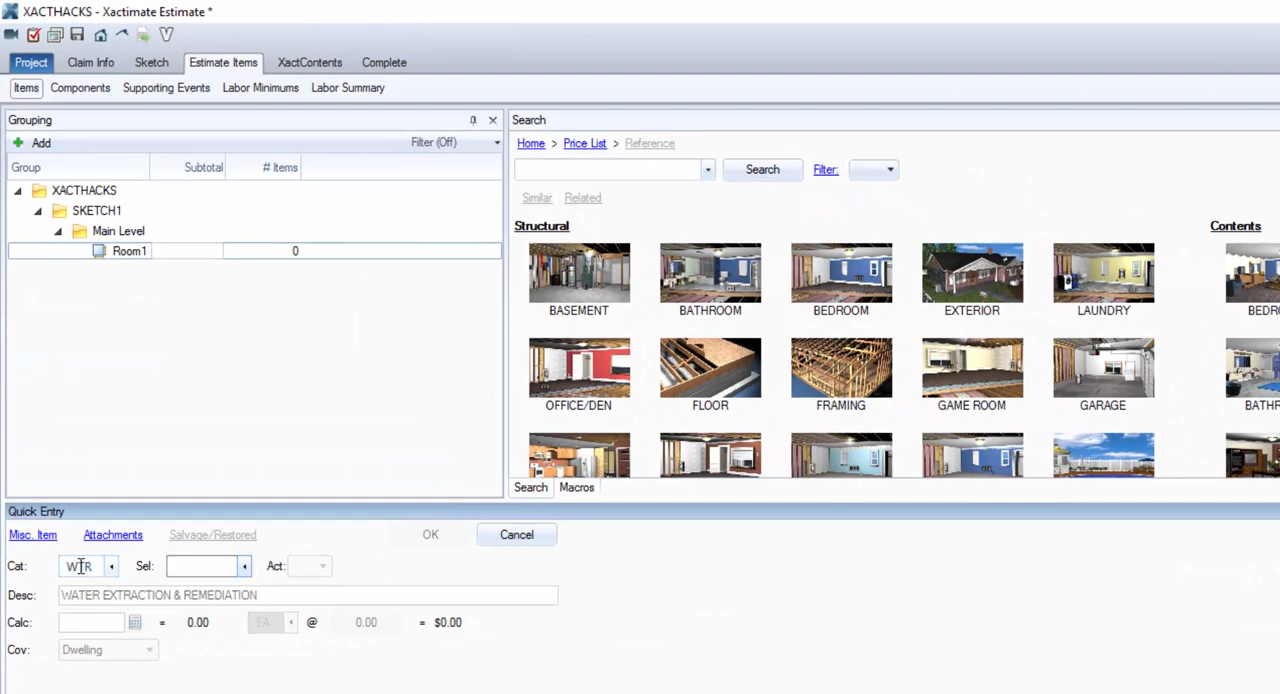 XACTHACKS - Xactimate Estimate *
Project Claim Info Sketch Estimate Items XactContents Complete
Items Components Supporting Events Labor Minimums Labor Summary
Grouping
Add Filter (Off)
Group Subtotal # Items
XACTHACKS
SKETCH1
Main Level
Room1 0
Search
Home > Price List > Reference
Search Filter:
Similar Related
Structural Contents
BASEMENT BATHROOM BEDROOM EXTERIOR LAUNDRY BEDR
OFFICE/DEN FLOOR FRAMING GAME ROOM GARAGE BATHR
Search Macros
Quick Entry
Misc. Item Attachments Salvage/Restored OK Cancel
Cat: WTR Sel: Act:
Desc: WATER EXTRACTION & REMEDIATION
Calc: = 0.00 EA @ 0.00 = $0.00
Cov: Dwelling